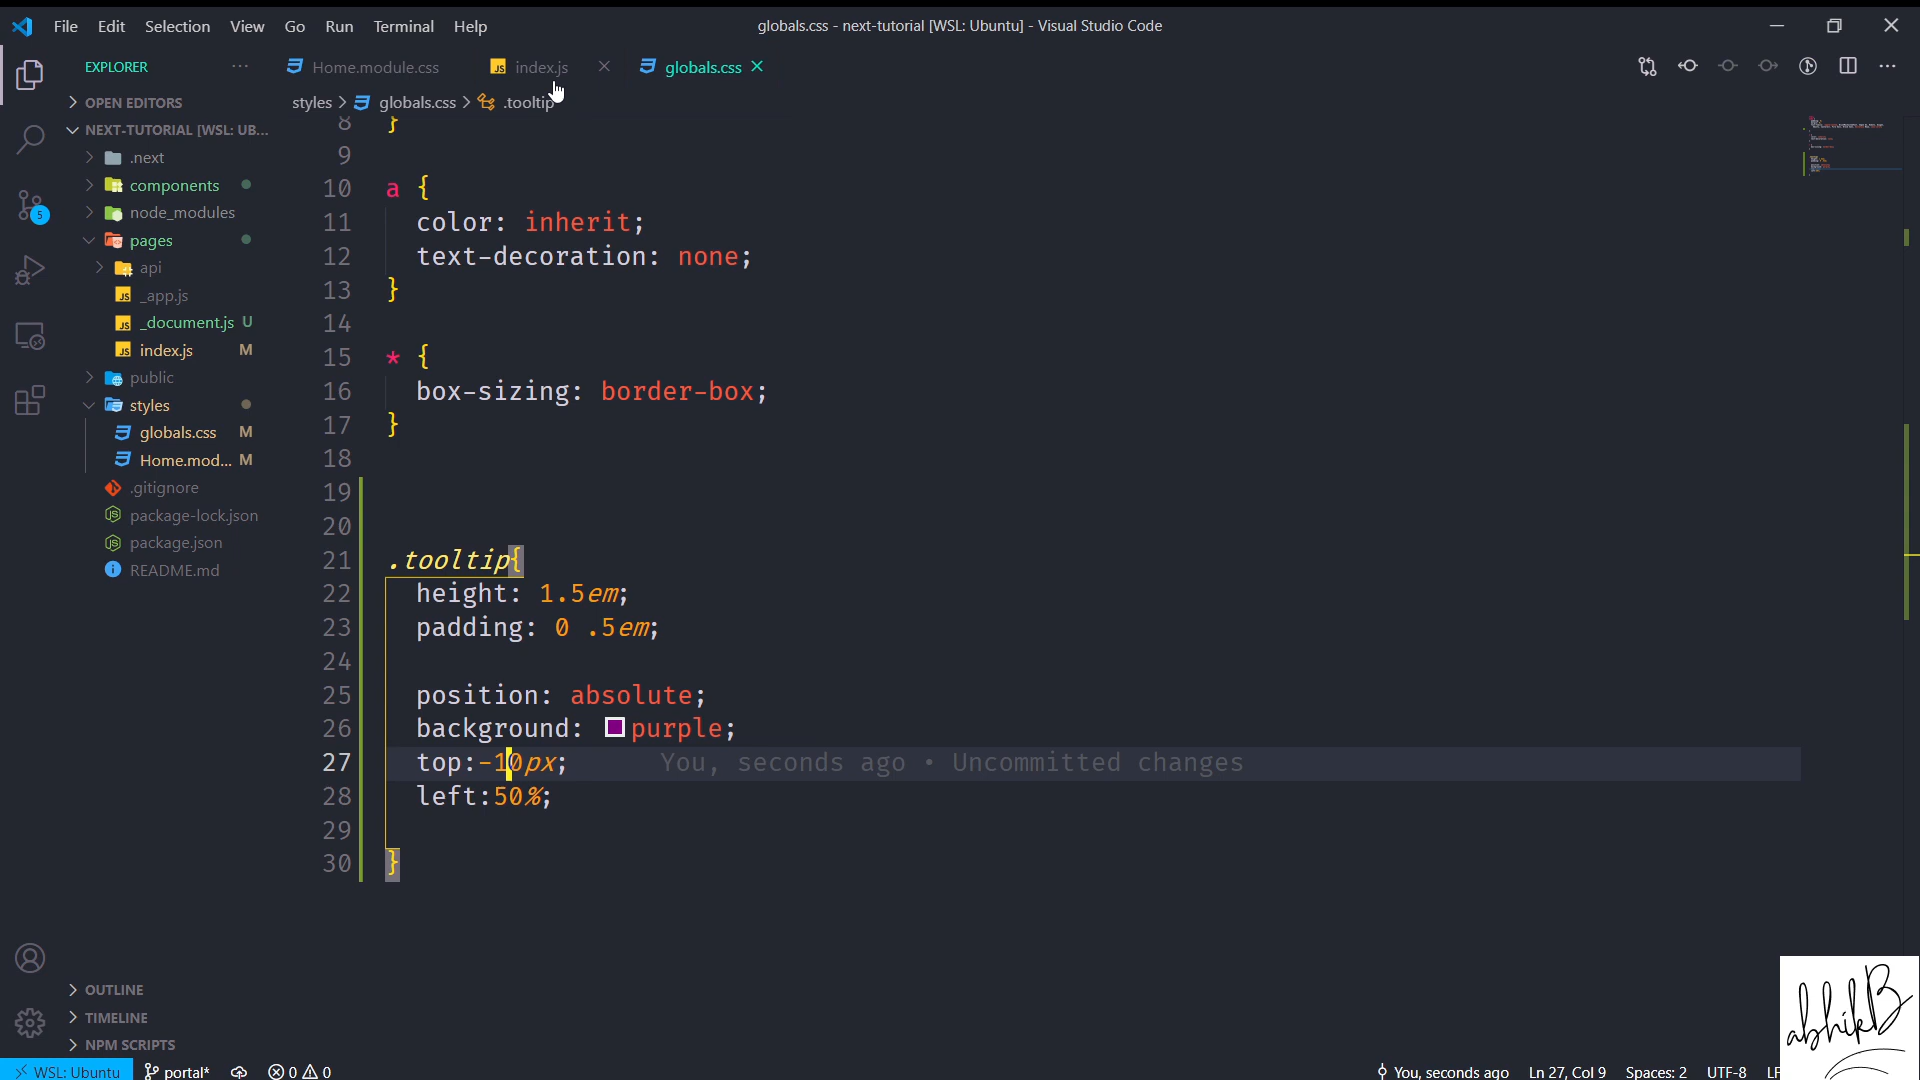 File Edit Selection View Go Run Terminal Help
globals.css - next-tutorial [WSL: Ubuntu] - Visual Studio Code
EXPLORER
Home.module.css
index.js
globals.css
OPEN EDITORS
styles > globals.css > .tooltip
NEXT-TUTORIAL [WSL: UB...
.next
components
node_modules
pages
api
_app.js
_document.js U
index.js M
public
styles
globals.css M
Home.mod... M
.gitignore
package-lock.json
package.json
README.md
5
8 }
9
10 a {
11 color: inherit;
12 text-decoration: none;
13 }
14
15 * {
16 box-sizing: border-box;
17 }
18
19
20
21 .tooltip{
22 height: 1.5em;
23 padding: 0 .5em;
24
25 position: absolute;
26 background: purple;
27 top:-10px; You, seconds ago • Uncommitted changes
28 left:50%;
29
30 }
OUTLINE
TIMELINE
NPM SCRIPTS
abhikB
WSL: Ubuntu portal* 0 0 You, seconds ago Ln 27, Col 9 Spaces: 2 UTF-8 LF